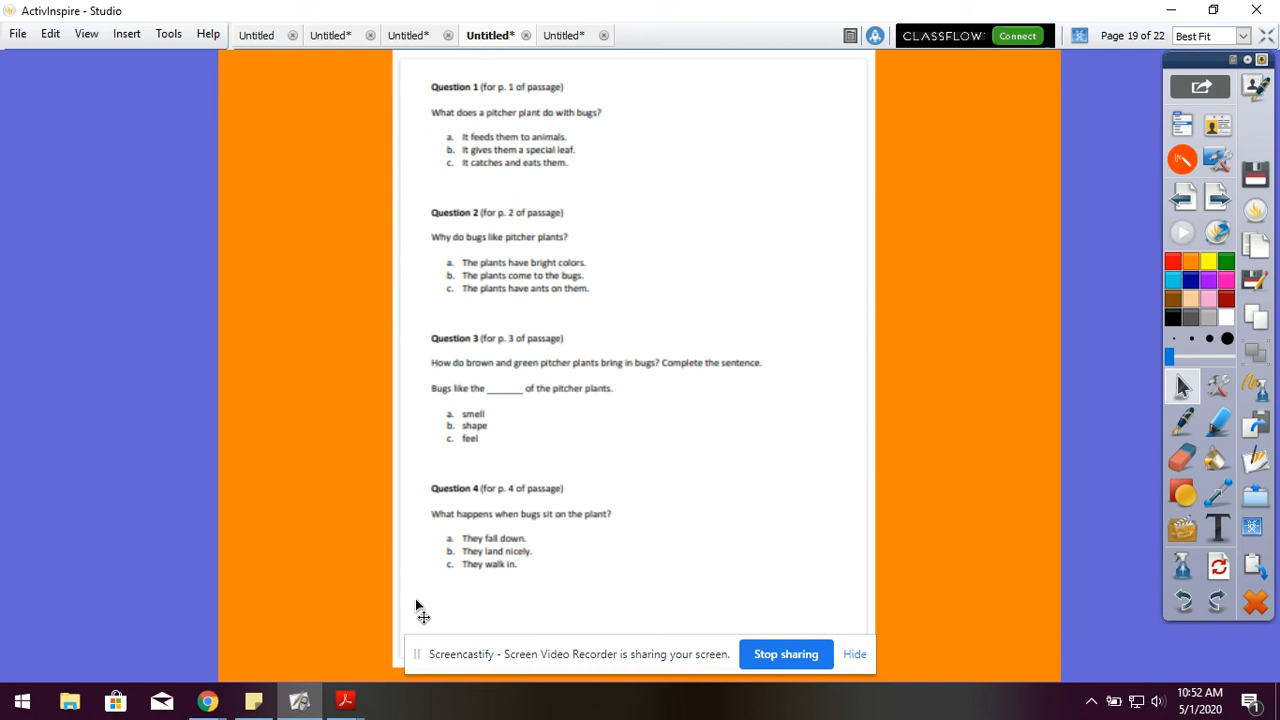 ActivInspire - Studio
File Edit View Insert Tools Help Untitled Untitled* Untitled* Untitled* Untitled* CLASSFLOW Connect Page 19 of 22 Best Fit
Question 1 (for p. 1 of passage)
What does a pitcher plant do with bugs?
a. It feeds them to animals.
b. It gives them a special leaf.
c. It catches and eats them.
Question 2 (for p. 2 of passage)
Why do bugs like pitcher plants?
a. The plants have bright colors.
b. The plants come to the bugs.
c. The plants have ants on them.
Question 3 (for p. 3 of passage)
How do brown and green pitcher plants bring in bugs? Complete the sentence.
Bugs like the _______ of the pitcher plants.
a. smell
b. shape
c. feel
Question 4 (for p. 4 of passage)
What happens when bugs sit on the plant?
a. They fall down.
b. They land nicely.
c. They walk in.
Screencastify - Screen Video Recorder is sharing your screen. Stop sharing Hide
10:52 AM
5/1/2020
1